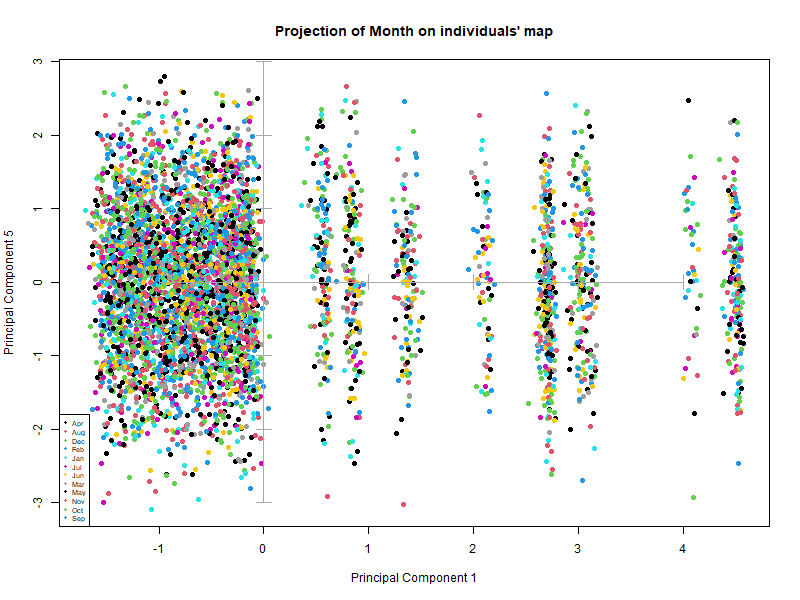 Projection of Month on individuals' map
Principal Component 5
3
2
1
0
-1
-2
-3
Apr
Aug
Dec
Feb
Jan
Jul
Jun
Mar
May
Nov
Oct
Sep
-1 0 1 2 3 4
Principal Component 1